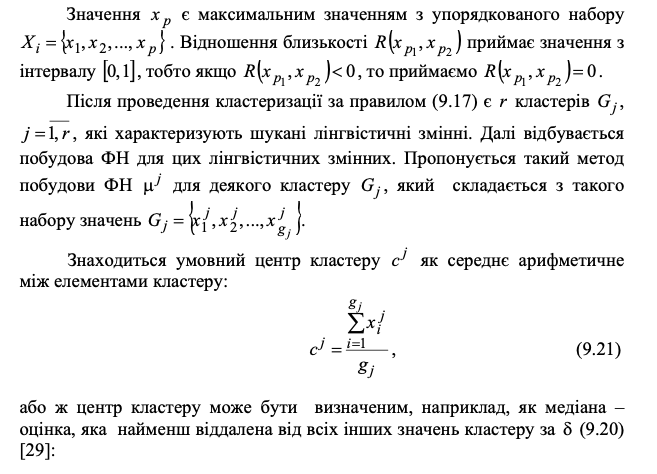 Значення x_p є максимальним значенням з упорядкованого набору
X_i = {x_1, x_2, ..., x_p}. Відношення близькості R(x_{p_1}, x_{p_2}) приймає значення з
інтервалу [0,1], тобто якщо R(x_{p_1}, x_{p_2}) < 0, то приймаємо R(x_{p_1}, x_{p_2}) = 0.
Після проведення кластеризації за правилом (9.17) є r кластерів G_j,
j = \overline{1, r}, які характеризують шукані лінгвістичні змінні. Далі відбувається
побудова ФН для цих лінгвістичних змінних. Пропонується такий метод
побудови ФН μ^j для деякого кластеру G_j, який складається з такого
набору значень G_j = {x_1^j, x_2^j, ..., x_{g_j}^j}.
Знаходиться умовний центр кластеру c^j як середнє арифметичне
між елементами кластеру:
c^j = \frac{\sum_{i=1}^{g_j} x_i^j}{g_j}, (9.21)
або ж центр кластеру може бути визначеним, наприклад, як медіана –
оцінка, яка найменш віддалена від всіх інших значень кластеру за δ (9.20)
[29]: